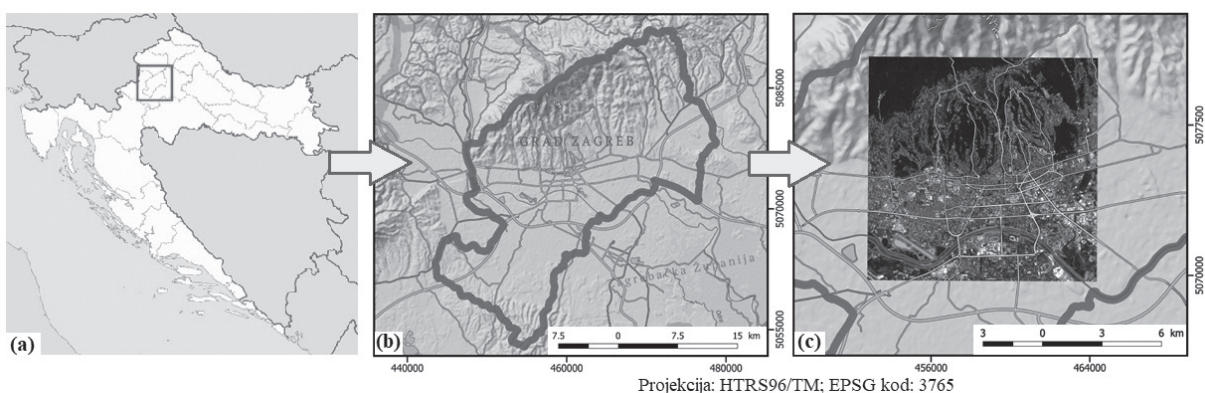 (a)
GRAD ZAGREB
Zagrebačka Županija
5085000
5070000
5055000
7.5 0 7.5 15 km
(b)
440000 460000 480000
5077500
5070000
3 0 3 6 km
(c)
456000 464000
Projekcija: HTRS96/TM; EPSG kod: 3765